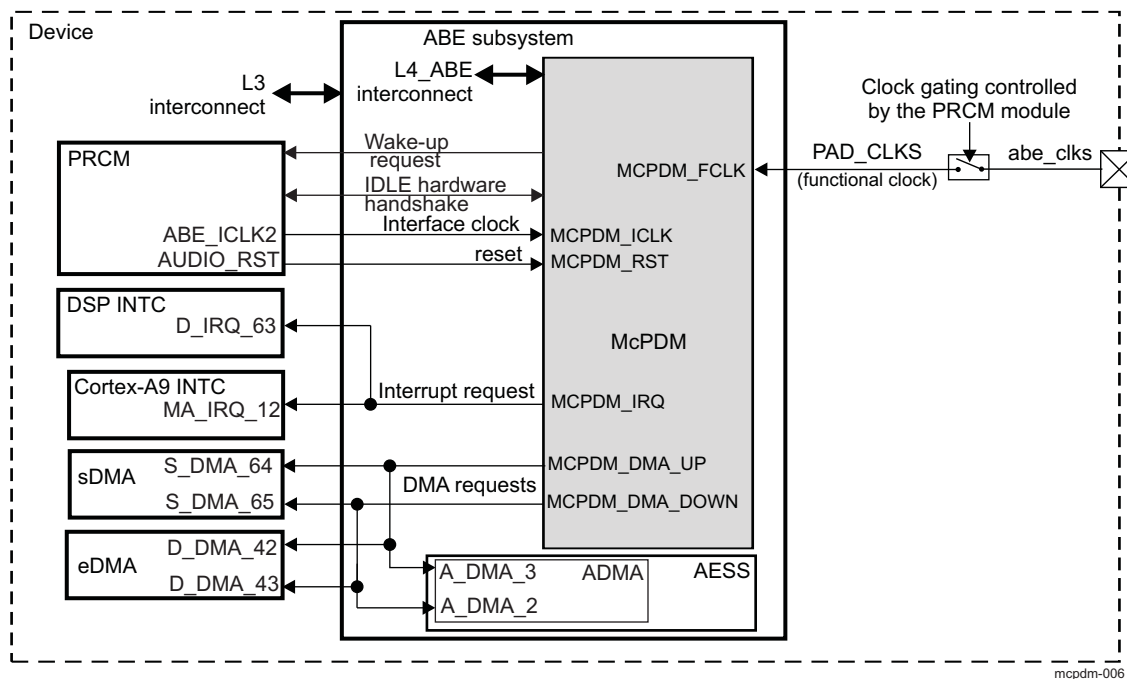 Device
ABE subsystem
L3
interconnect
L4_ABE
interconnect
Clock gating controlled
by the PRCM module
PRCM
Wake-up
request
MCPDM_FCLK
PAD_CLKS
(functional clock)
abe_clks
IDLE hardware
handshake
Interface clock
ABE_ICLK2
MCPDM_ICLK
AUDIO_RST
reset
MCPDM_RST
DSP INTC
D_IRQ_63
McPDM
Cortex-A9 INTC
MA_IRQ_12
Interrupt request
MCPDM_IRQ
sDMA
S_DMA_64
MCPDM_DMA_UP
DMA requests
S_DMA_65
MCPDM_DMA_DOWN
eDMA
D_DMA_42
D_DMA_43
A_DMA_3
ADMA
AESS
A_DMA_2
mcpdm-006